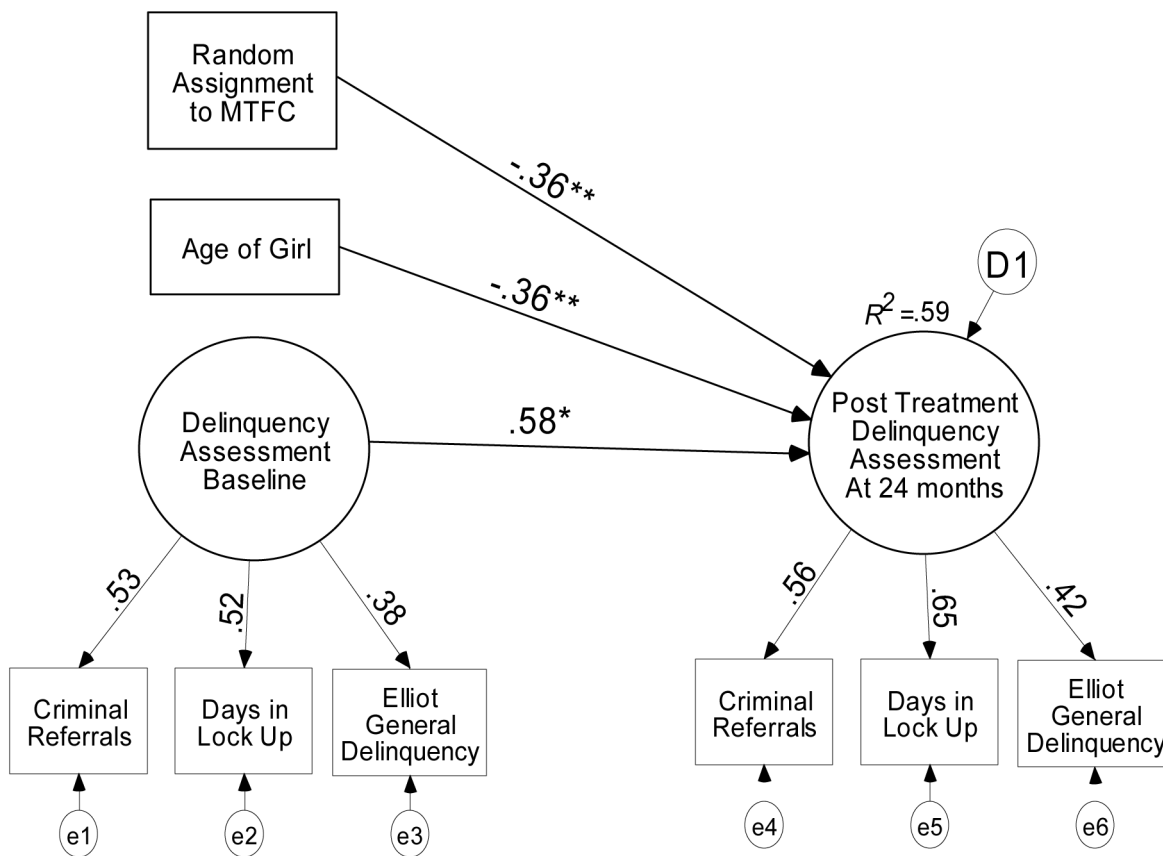 Random
Assignment
to MTFC
-.36**
Age of Girl
-.36**
D1
R² =.59
Delinquency
Assessment
Baseline
.58*
Post Treatment
Delinquency
Assessment
At 24 months
.53
.52
.38
.56
.65
.42
Criminal
Referrals
Days in
Lock Up
Elliot
General
Delinquency
Criminal
Referrals
Days in
Lock Up
Elliot
General
Delinquency
e1
e2
e3
e4
e5
e6